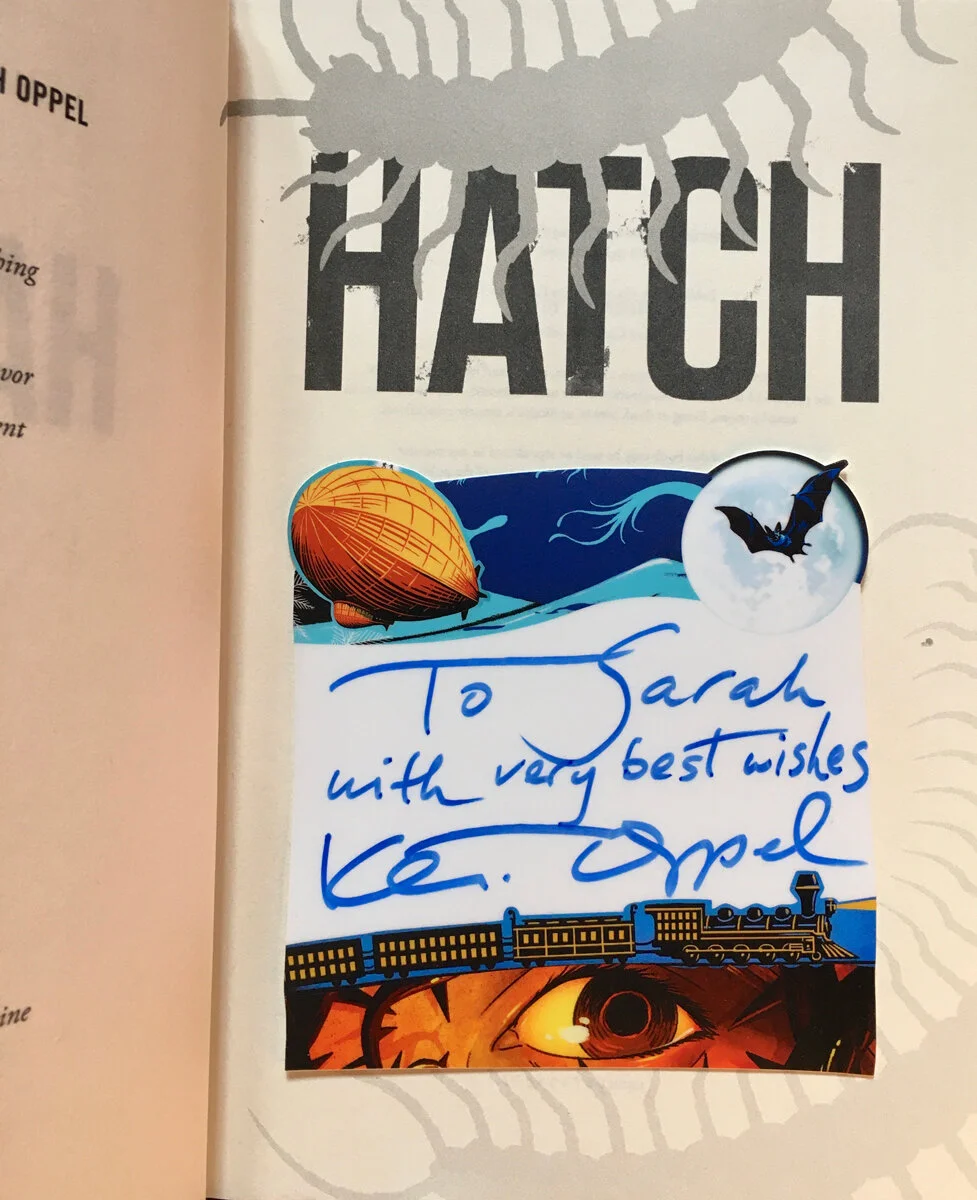 H OPPEL
HATCH
To Sarah
with very best wishes
Ken Oppel